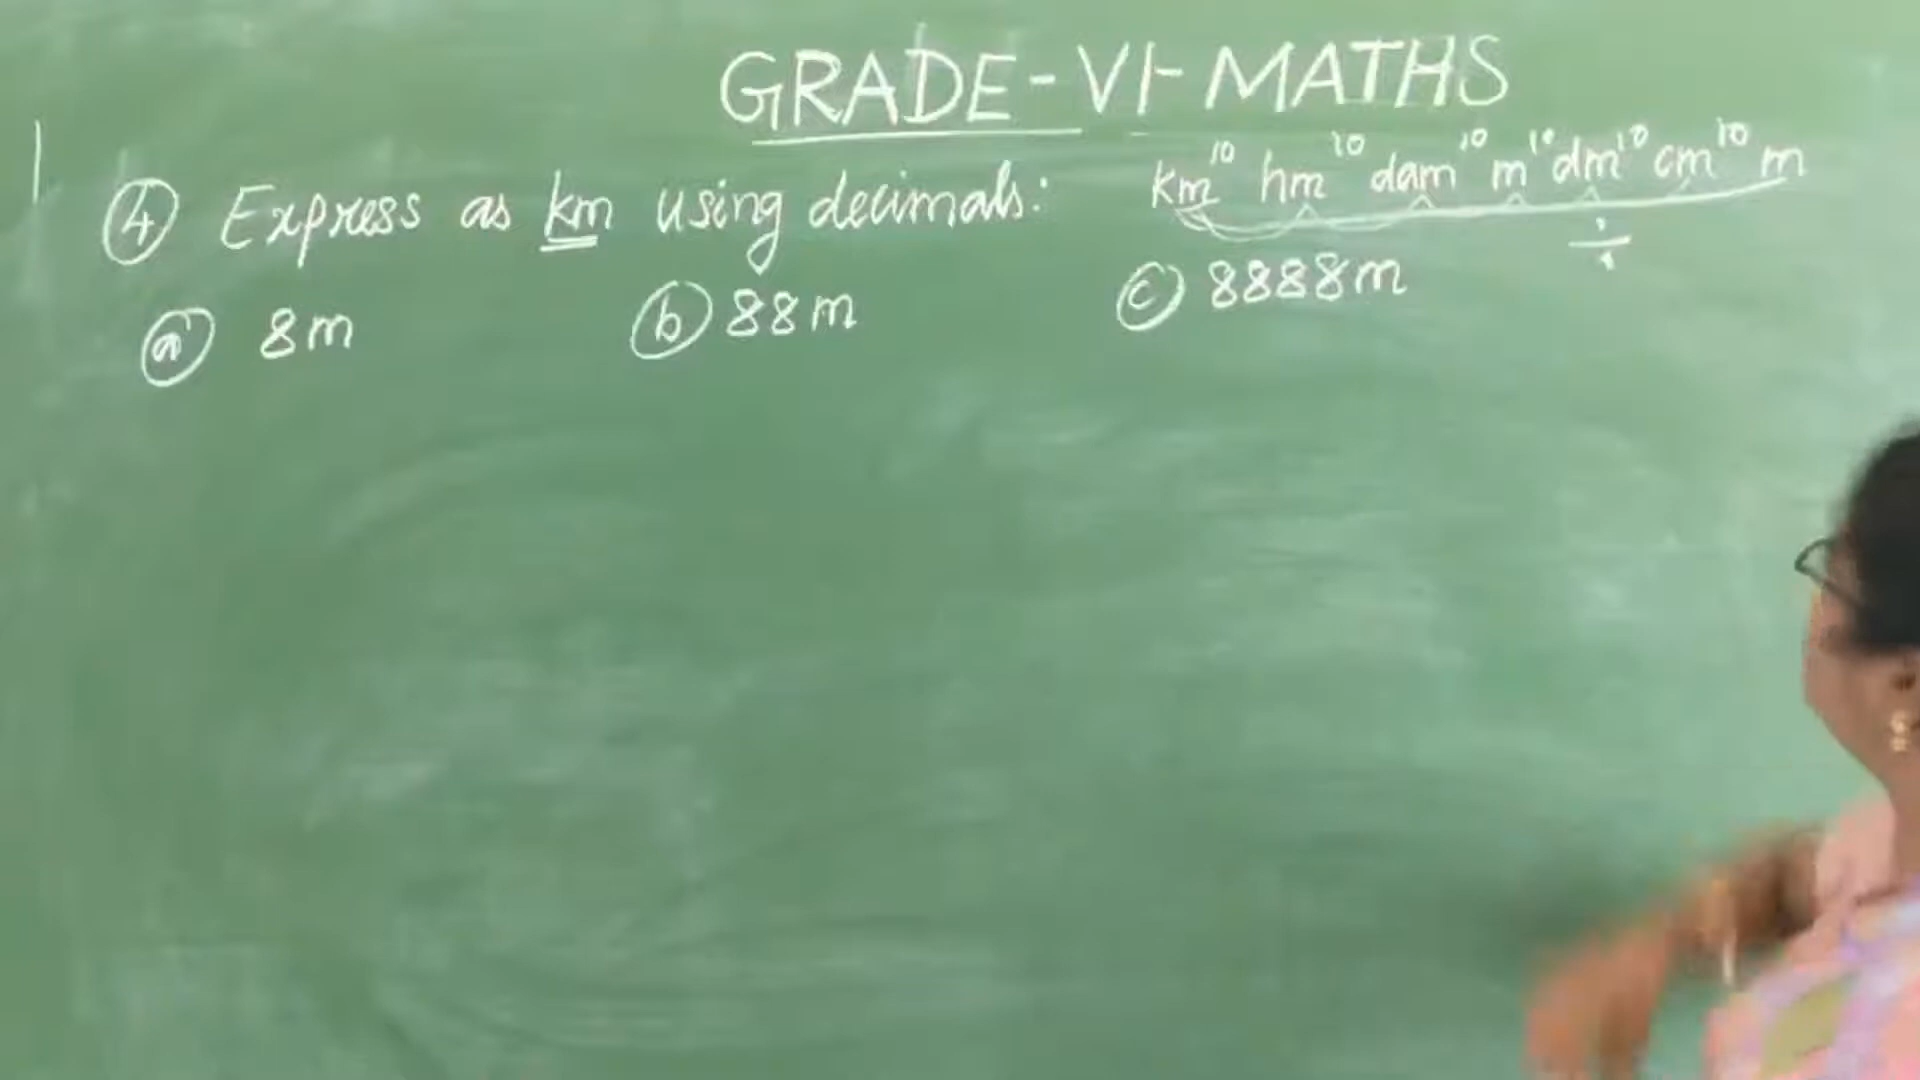 GRADE-VI-MATHS
km 10 hm 10 dam 10 m 10 dm 10 cm 10 m
④ Express as km using decimals:
ⓐ 8m ⓑ 88m ⓒ 8888m